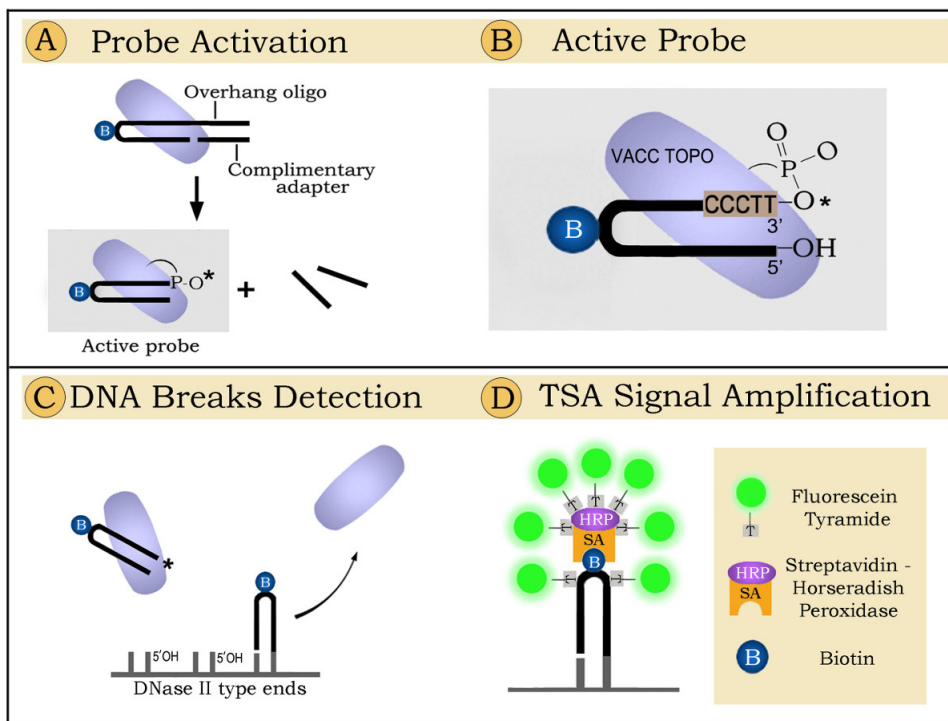 A Probe Activation
Overhang oligo
B
Complimentary
adapter
B
P-O*
+
Active probe
B Active Probe
VACC TOPO
O
P
O
CCCTT
O*
3'
B
OH
5'
C DNA Breaks Detection
B
*
B
5'OH
5'OH
DNase II type ends
D TSA Signal Amplification
T
T
T
HRP
T
T
SA
B
T
T
T
Fluorescein
Tyramide
HRP
SA
Streptavidin -
Horseradish
Peroxidase
B
Biotin